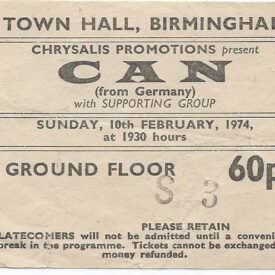 TOWN HALL, BIRMINGHA
CHRYSALIS PROMOTIONS present
CAN
(from Germany)
with SUPPORTING GROUP
SUNDAY, 10th FEBRUARY, 1974,
at 1930 hours
GROUND FLOOR 60p
S 3
PLEASE RETAIN
LATECOMERS will not be admitted until a conveni
break in the programme. Tickets cannot be exchanged
money refunded.